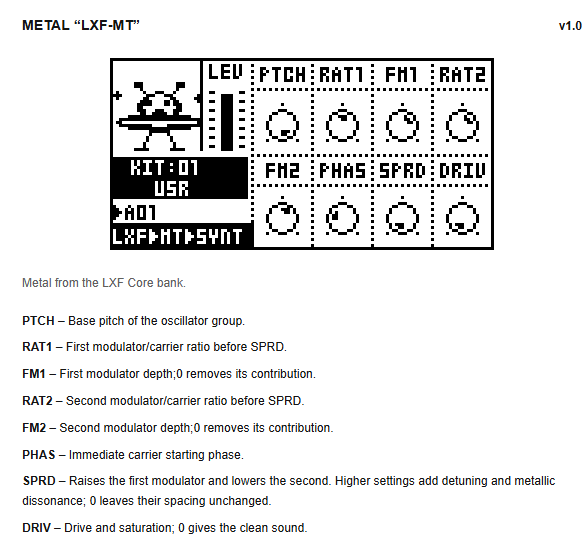 METAL “LXF-MT”
v1.0
LEV PTCH RAT1 FM1 RAT2
KIT:01
USR
FM2 PHAS SPRD DRIV
A01
LXF▸MT▸SYNT
Metal from the LXF Core bank.
PTCH – Base pitch of the oscillator group.
RAT1 – First modulator/carrier ratio before SPRD.
FM1 – First modulator depth;0 removes its contribution.
RAT2 – Second modulator/carrier ratio before SPRD.
FM2 – Second modulator depth;0 removes its contribution.
PHAS – Immediate carrier starting phase.
SPRD – Raises the first modulator and lowers the second. Higher settings add detuning and metallic
dissonance; 0 leaves their spacing unchanged.
DRIV – Drive and saturation; 0 gives the clean sound.